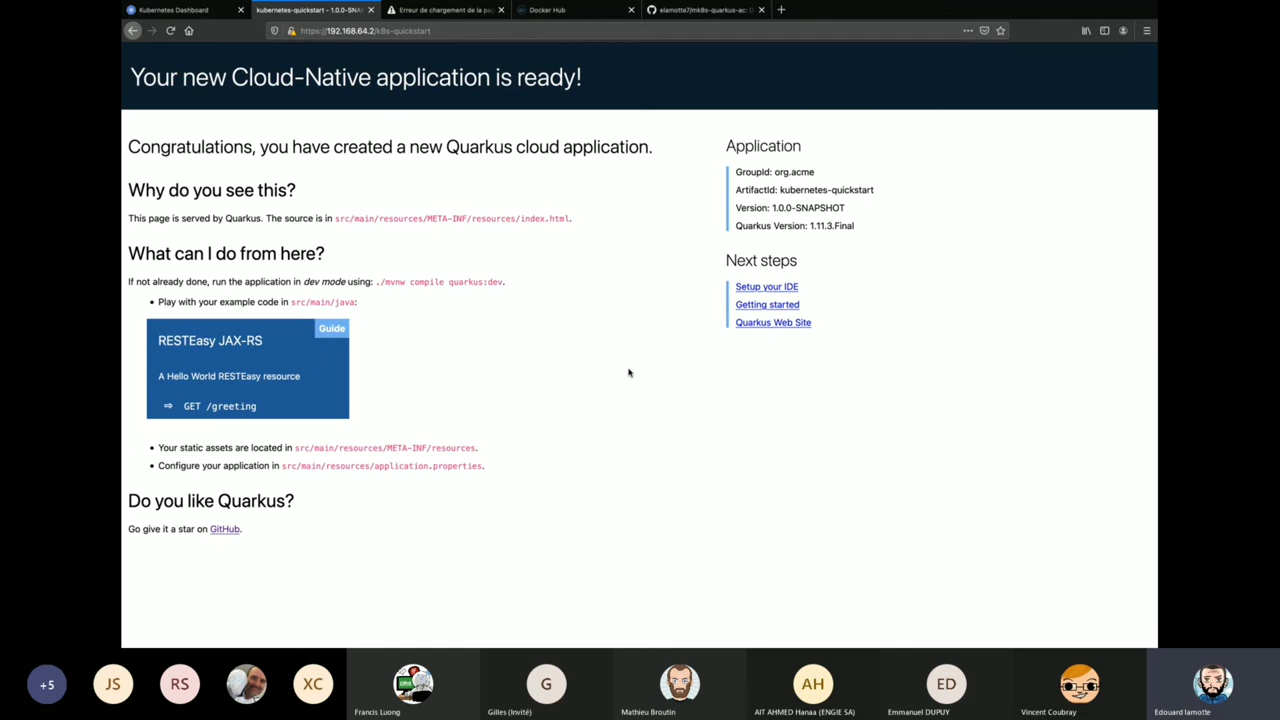 Kubernetes Dashboard
kubernetes-quickstart - 1.0.0-SNA
Erreur de chargement de la pa
Docker Hub
elamotte7/mk8s-quarkus-ac: D
https://192.168.64.2/k8s-quickstart
Your new Cloud-Native application is ready!
Congratulations, you have created a new Quarkus cloud application.
Why do you see this?
This page is served by Quarkus. The source is in src/main/resources/META-INF/resources/index.html.
What can I do from here?
If not already done, run the application in dev mode using: ./mvnw compile quarkus:dev.
• Play with your example code in src/main/java:
Guide
RESTEasy JAX-RS
A Hello World RESTEasy resource
⇨ GET /greeting
• Your static assets are located in src/main/resources/META-INF/resources.
• Configure your application in src/main/resources/application.properties.
Do you like Quarkus?
Go give it a star on GitHub.
Application
GroupId: org.acme
ArtifactId: kubernetes-quickstart
Version: 1.0.0-SNAPSHOT
Quarkus Version: 1.11.3.Final
Next steps
Setup your IDE
Getting started
Quarkus Web Site
+5
JS
RS
XC
Francis Luong
G
Gilles (Invité)
Mathieu Broutin
AH
AIT AHMED Hanaa (ENGIE SA)
ED
Emmanuel DUPUY
Vincent Coubray
Edouard lamotte